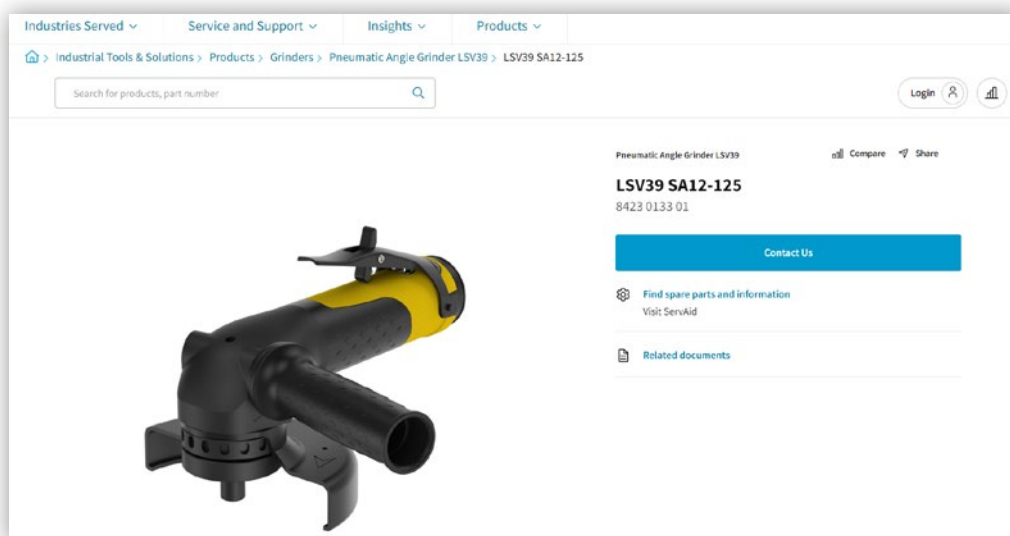 Industries Served Service and Support Insights Products
Industrial Tools & Solutions > Products > Grinders > Pneumatic Angle Grinder LSV39 > LSV39 SA12-125
Search for products, part number
Login
Pneumatic Angle Grinder LSV39
Compare Share
LSV39 SA12-125
8423 0133 01
Contact Us
Find spare parts and information
Visit ServAid
Related documents